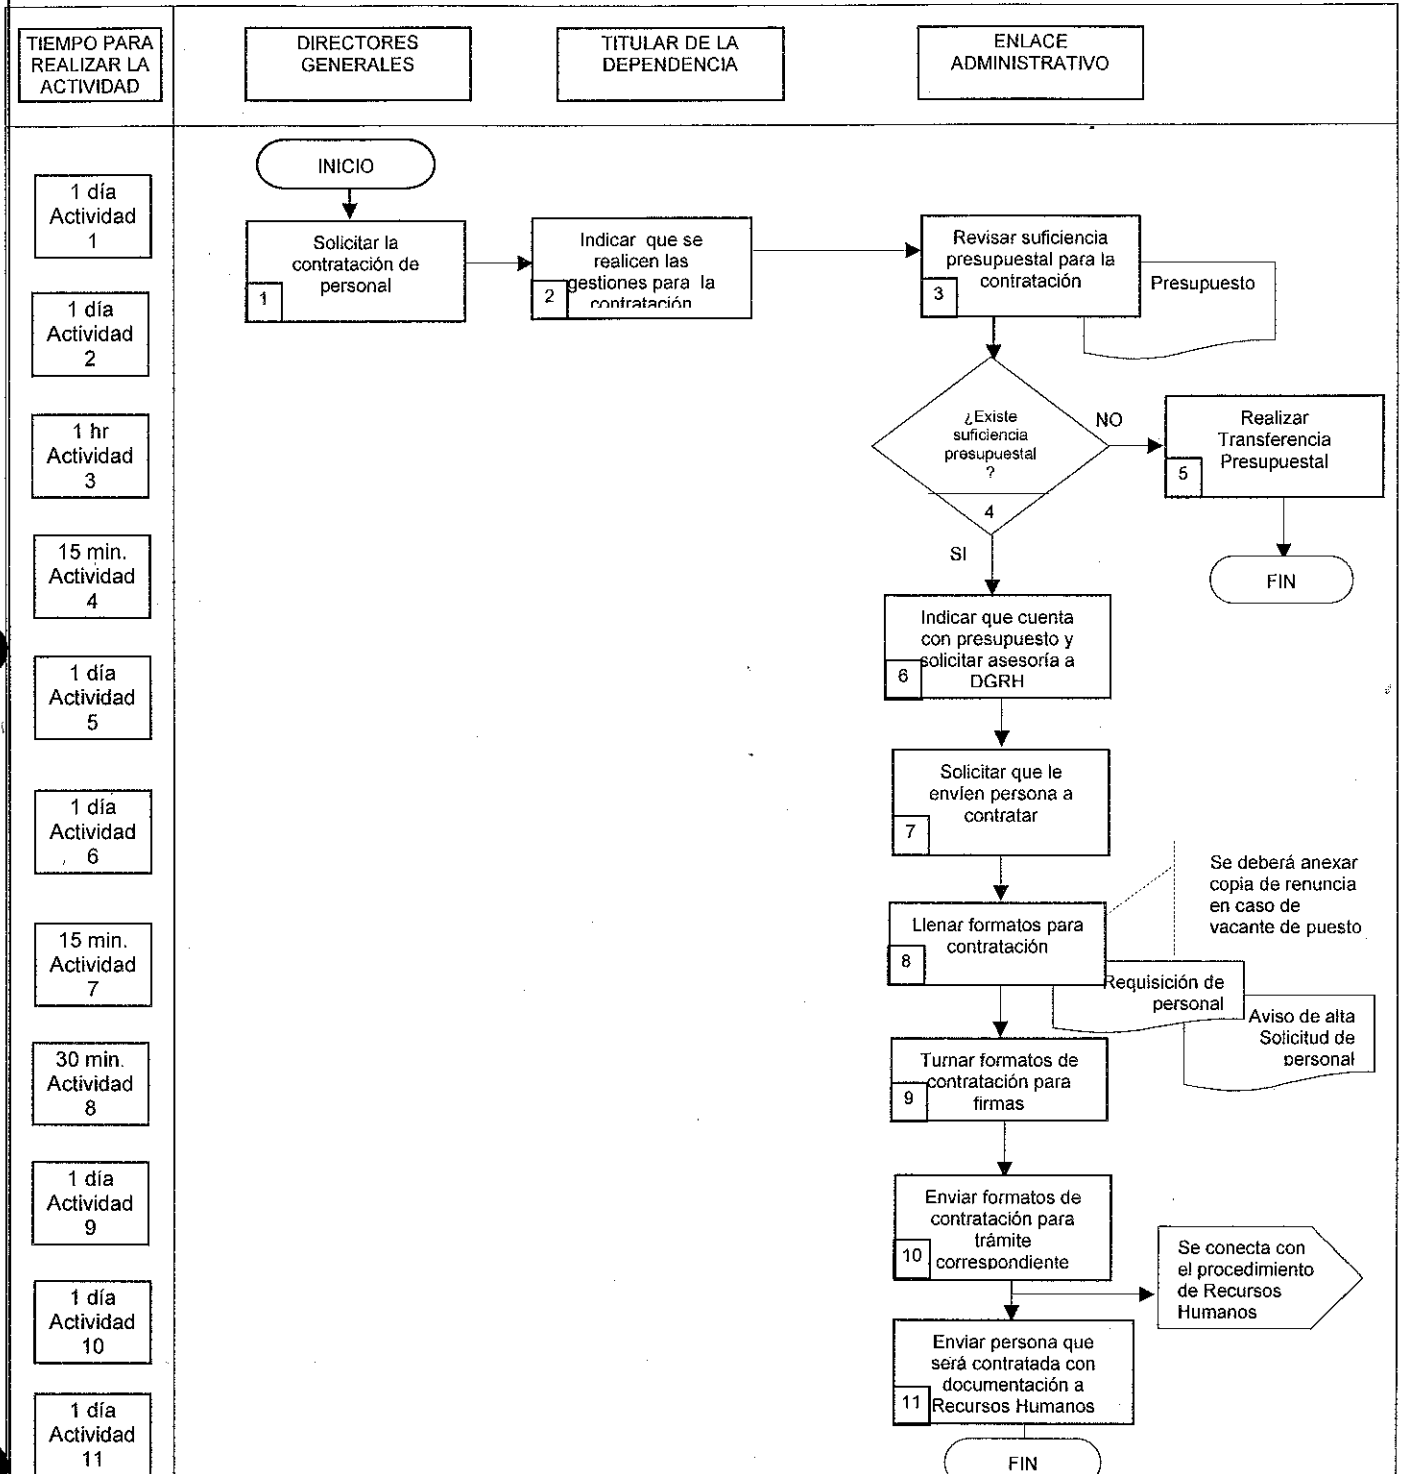 TIEMPO PARA
REALIZAR LA
ACTIVIDAD
DIRECTORES
GENERALES
TITULAR DE LA
DEPENDENCIA
ENLACE
ADMINISTRATIVO
1 día
Actividad
1
1 día
Actividad
2
1 hr
Actividad
3
15 min.
Actividad
4
1 día
Actividad
5
1 día
Actividad
6
15 min.
Actividad
7
30 min.
Actividad
8
1 día
Actividad
9
1 día
Actividad
10
1 día
Actividad
11
INICIO
Solicitar la
contratación de
personal
1
Indicar que se
realicen las
gestiones para la
contratación
2
Revisar suficiencia
presupuestal para la
contratación
3
Presupuesto
¿Existe
suficiencia
presupuestal
?
4
NO
Realizar
Transferencia
Presupuestal
5
FIN
SI
Indicar que cuenta
con presupuesto y
solicitar asesoría a
DGRH
6
Solicitar que le
envíen persona a
contratar
7
Se deberá anexar
copia de renuncia
en caso de
vacante de puesto
Llenar formatos para
contratación
8
Requisición de
personal
Aviso de alta
Solicitud de
personal
Turnar formatos de
contratación para
firmas
9
Enviar formatos de
contratación para
trámite
correspondiente
10
Se conecta con
el procedimiento
de Recursos
Humanos
Enviar persona que
será contratada con
documentación a
Recursos Humanos
11
FIN